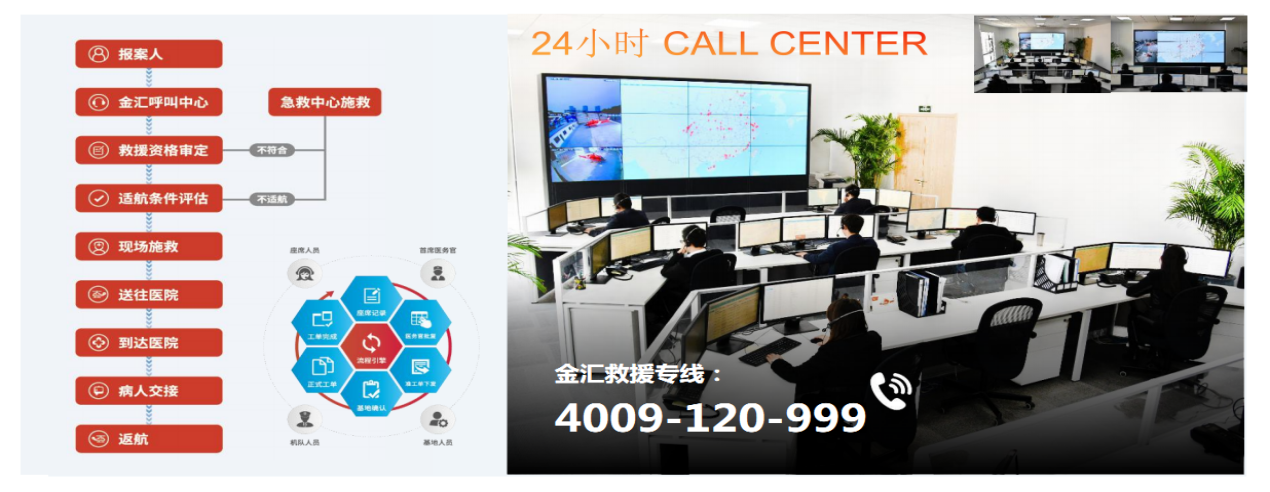 报案人
金汇呼叫中心
急救中心施救
救援资格审定
不符合
适航条件评估
不适航
现场施救
送往医院
到达医院
病人交接
返航
座席人员
首席医务官
座席记录
工单完成
医务官批复
流程引擎
正式工单
准工单下发
基地确认
机队人员
基地人员
24小时 CALL CENTER
金汇救援专线：
4009-120-999